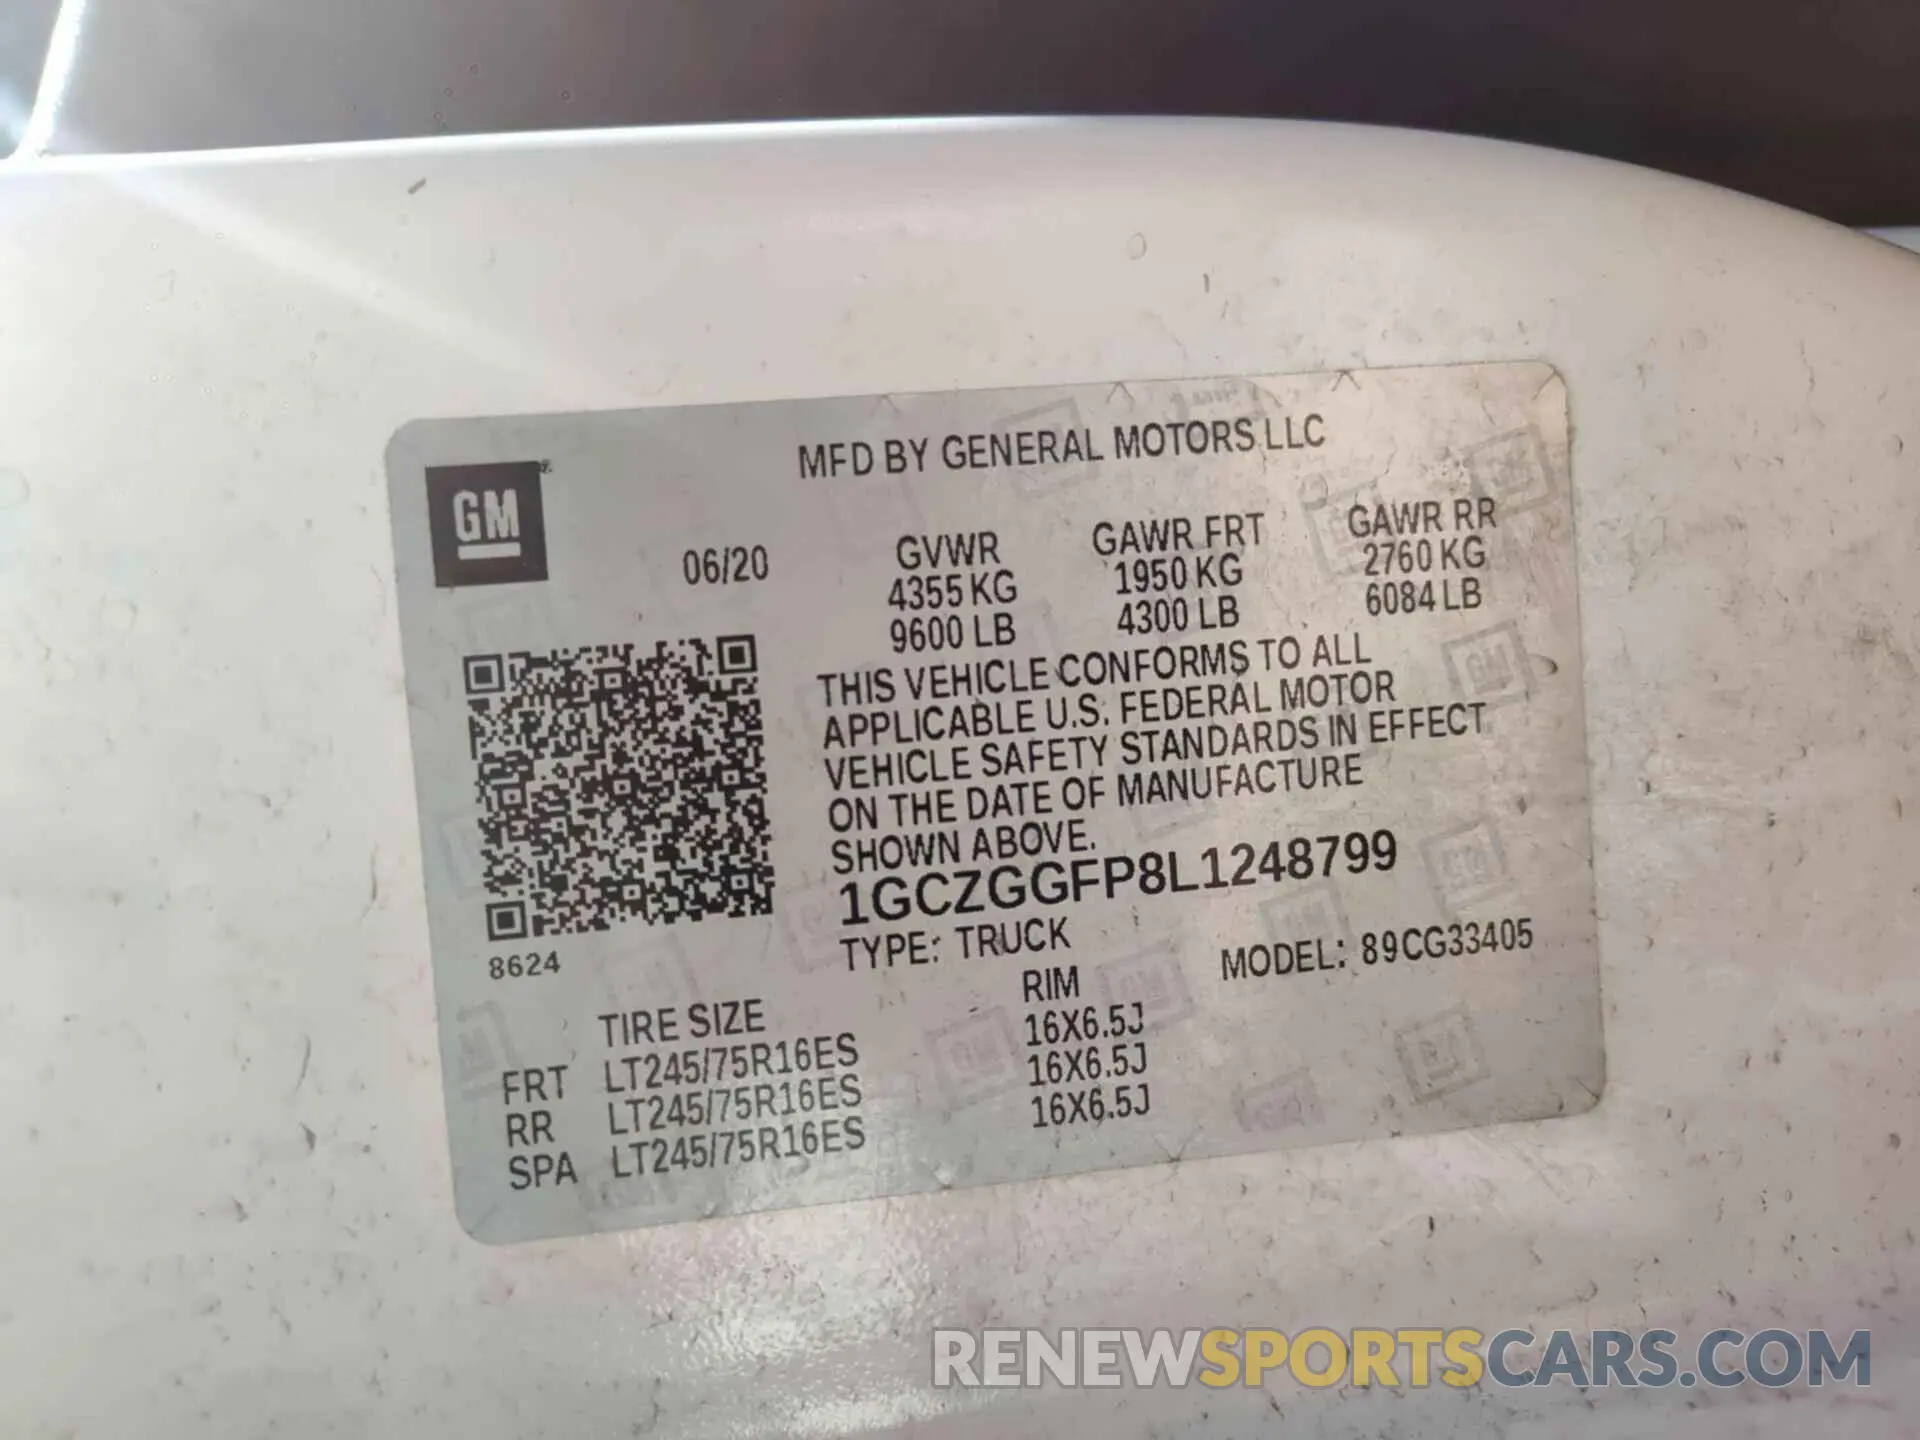 MFD BY GENERAL MOTORS LLC
GM
06/20 GVWR GAWR FRT GAWR RR
4355 KG 1950 KG 2760 KG
9600 LB 4300 LB 6084 LB
THIS VEHICLE CONFORMS TO ALL
APPLICABLE U.S. FEDERAL MOTOR
VEHICLE SAFETY STANDARDS IN EFFECT
ON THE DATE OF MANUFACTURE
SHOWN ABOVE.
1GCZGGFP8L1248799
8624
TYPE: TRUCK MODEL: 89CG33405
TIRE SIZE RIM
FRT LT245/75R16ES 16X6.5J
RR LT245/75R16ES 16X6.5J
SPA LT245/75R16ES 16X6.5J
RENEWSPORTSCARS.COM